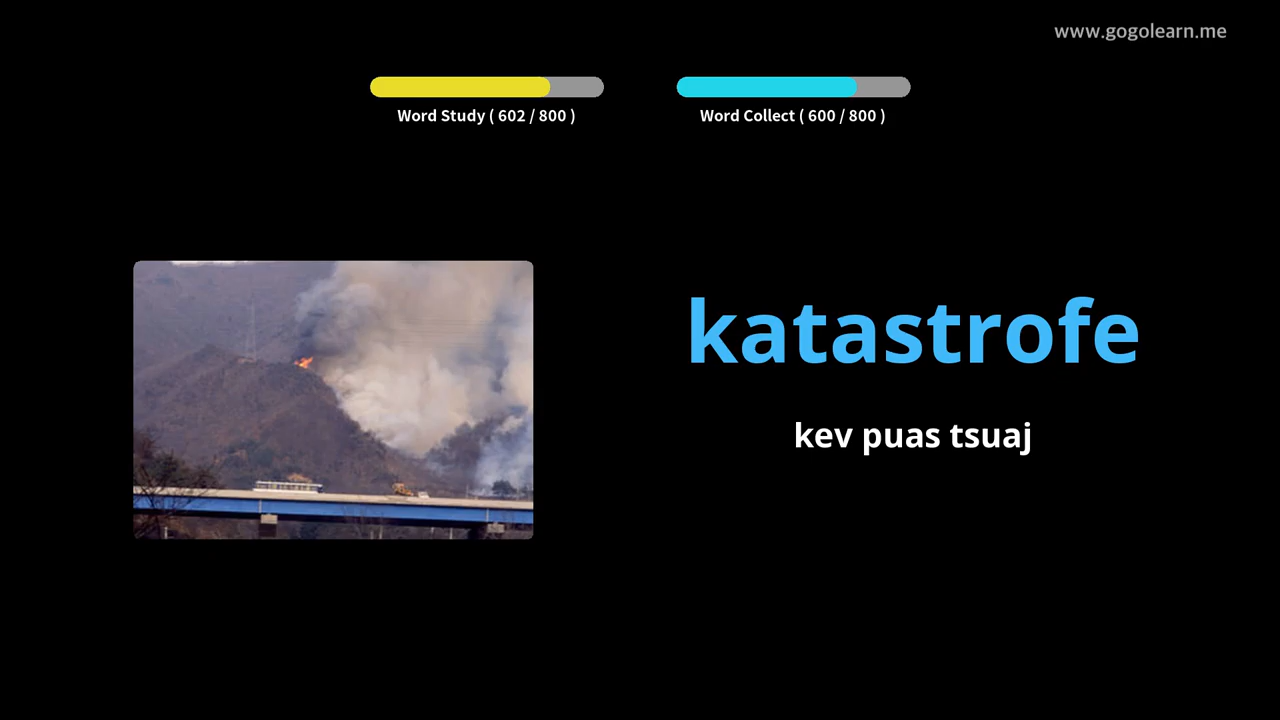 www.gogolearn.me
Word Study ( 602 / 800 )
Word Collect ( 600 / 800 )
katastrofe
kev puas tsuaj